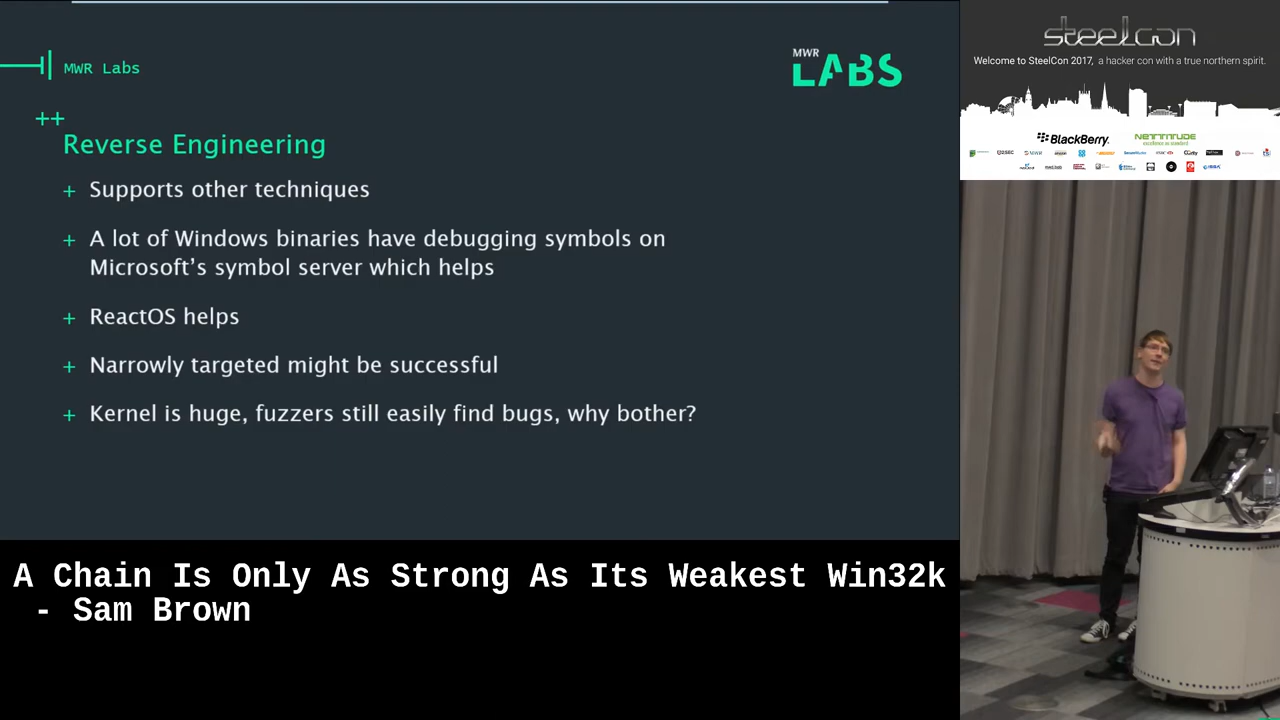 MWR Labs
MWR
LABS
++
Reverse Engineering
+ Supports other techniques
+ A lot of Windows binaries have debugging symbols on
Microsoft's symbol server which helps
+ ReactOS helps
+ Narrowly targeted might be successful
+ Kernel is huge, fuzzers still easily find bugs, why bother?
A Chain Is Only As Strong As Its Weakest Win32k
- Sam Brown
steelcon
Welcome to SteelCon 2017, a hacker con with a true northern spirit.
BlackBerry
NETTITUDE